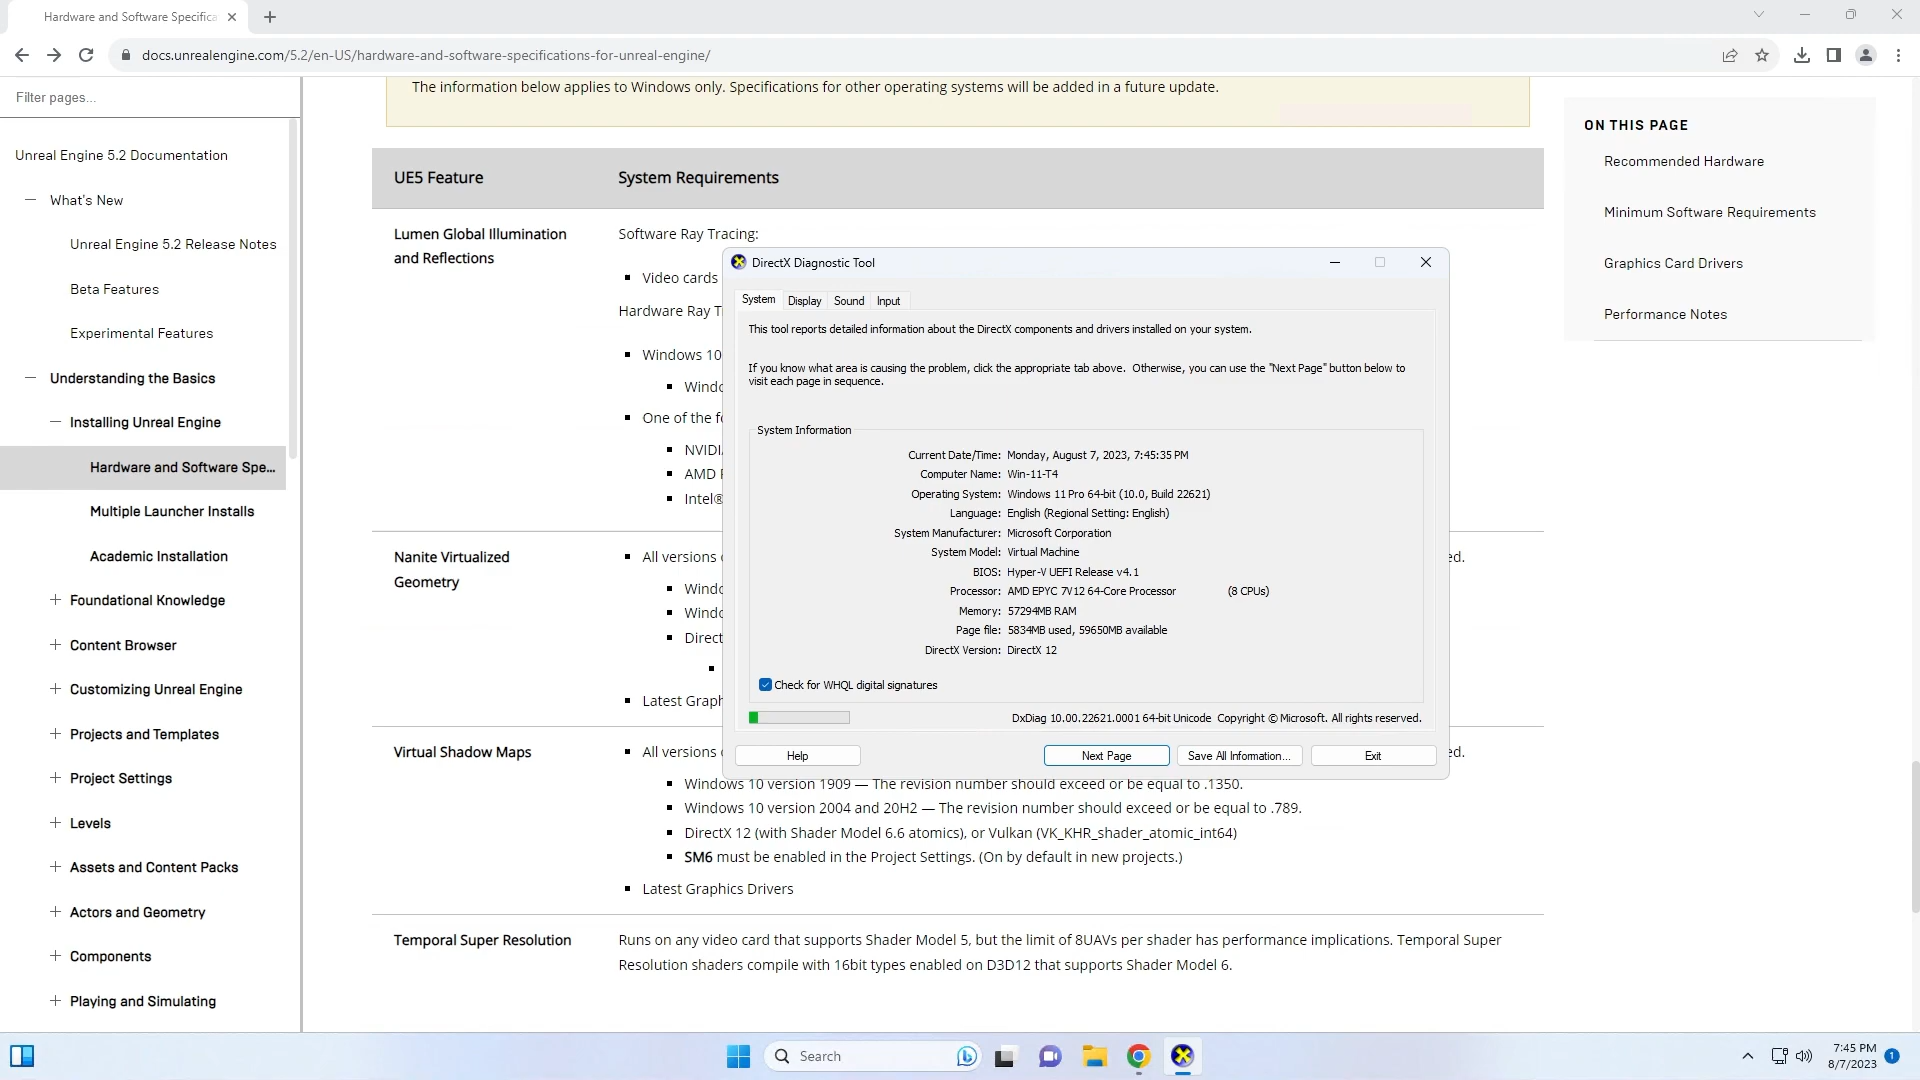 Hardware and Software Specifica
docs.unrealengine.com/5.2/en-US/hardware-and-software-specifications-for-unreal-engine/
Filter pages...
Unreal Engine 5.2 Documentation
What's New
Unreal Engine 5.2 Release Notes
Beta Features
Experimental Features
Understanding the Basics
Installing Unreal Engine
Hardware and Software Spe...
Multiple Launcher Installs
Academic Installation
Foundational Knowledge
Content Browser
Customizing Unreal Engine
Projects and Templates
Project Settings
Levels
Assets and Content Packs
Actors and Geometry
Components
Playing and Simulating
The information below applies to Windows only. Specifications for other operating systems will be added in a future update.
UE5 Feature System Requirements
Lumen Global Illumination
and Reflections
Software Ray Tracing:
Video cards
Hardware Ray T
Windows 10
Windo
One of the fo
NVIDI
AMD
Intel®
Nanite Virtualized
Geometry
All versions
ed.
Windo
Windo
Direct
Latest Graph
Virtual Shadow Maps
All versions
ed.
Windows 10 version 1909 — The revision number should exceed or be equal to .1350.
Windows 10 version 2004 and 20H2 — The revision number should exceed or be equal to .789.
DirectX 12 (with Shader Model 6.6 atomics), or Vulkan (VK_KHR_shader_atomic_int64)
SM6 must be enabled in the Project Settings. (On by default in new projects.)
Latest Graphics Drivers
Temporal Super Resolution
Runs on any video card that supports Shader Model 5, but the limit of 8UAVs per shader has performance implications. Temporal Super
Resolution shaders compile with 16bit types enabled on D3D12 that supports Shader Model 6.
DirectX Diagnostic Tool
System Display Sound Input
This tool reports detailed information about the DirectX components and drivers installed on your system.
If you know what area is causing the problem, click the appropriate tab above. Otherwise, you can use the "Next Page" button below to
visit each page in sequence.
System Information
Current Date/Time: Monday, August 7, 2023, 7:45:35 PM
Computer Name: Win-11-T4
Operating System: Windows 11 Pro 64-bit (10.0, Build 22621)
Language: English (Regional Setting: English)
System Manufacturer: Microsoft Corporation
System Model: Virtual Machine
BIOS: Hyper-V UEFI Release v4.1
Processor: AMD EPYC 7V12 64-Core Processor (8 CPUs)
Memory: 57294MB RAM
Page file: 5834MB used, 59650MB available
DirectX Version: DirectX 12
Check for WHQL digital signatures
DxDiag 10.00.22621.0001 64-bit Unicode Copyright © Microsoft. All rights reserved.
Help Next Page Save All Information... Exit
ON THIS PAGE
Recommended Hardware
Minimum Software Requirements
Graphics Card Drivers
Performance Notes
Search
7:45 PM
8/7/2023
1